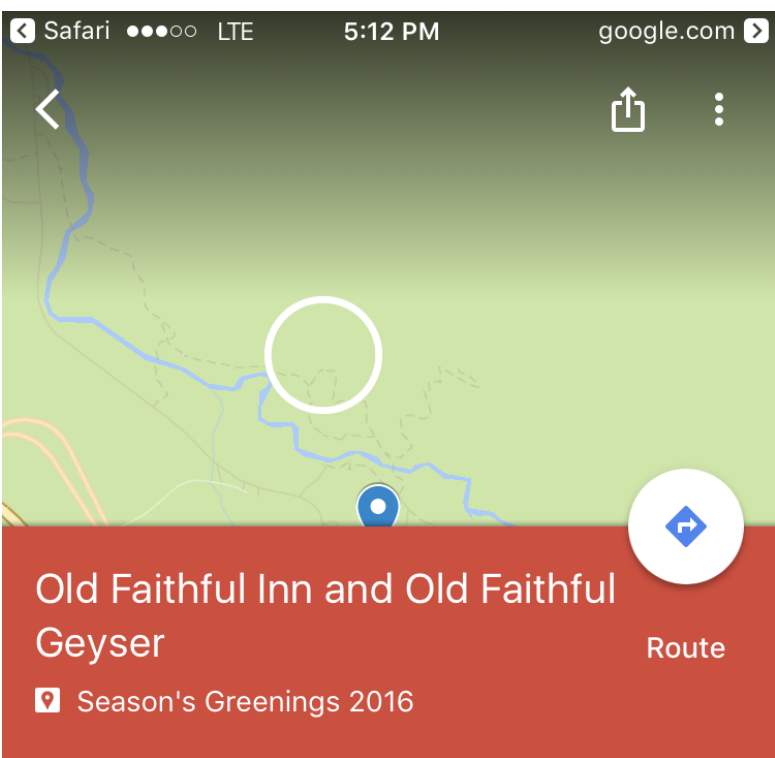 Safari LTE 5:12 PM google.com
Old Faithful Inn and Old Faithful
Geyser
Route
Season's Greenings 2016